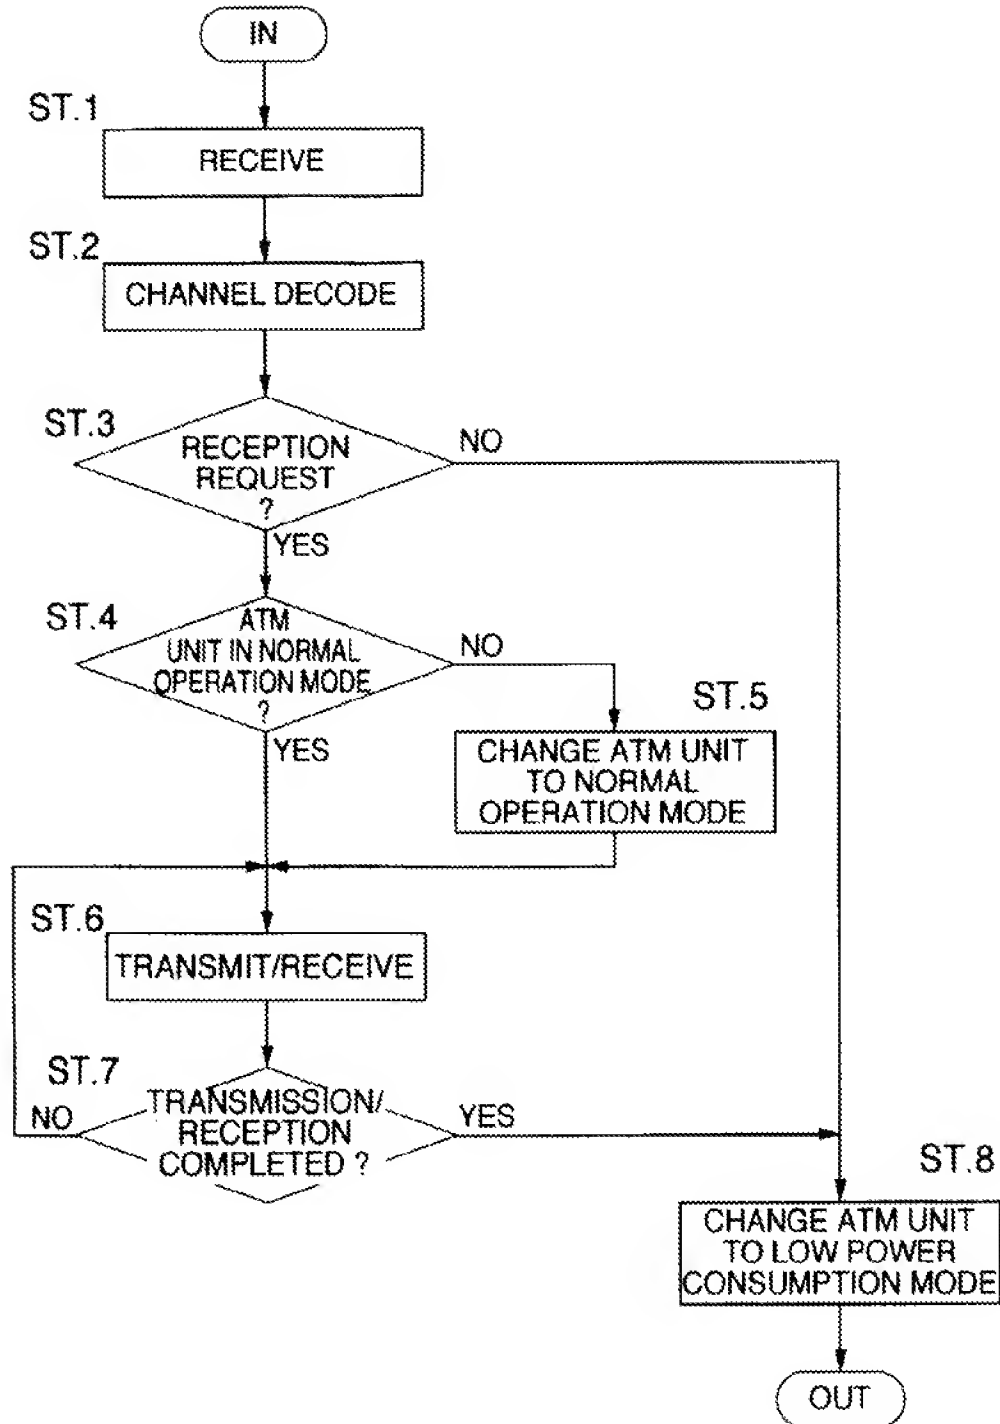 IN
ST.1
RECEIVE
ST.2
CHANNEL DECODE
ST.3
RECEPTION
REQUEST
?
NO
YES
ST.4
ATM
UNIT IN NORMAL
OPERATION MODE
?
NO
YES
ST.5
CHANGE ATM UNIT
TO NORMAL
OPERATION MODE
ST.6
TRANSMIT/RECEIVE
ST.7
TRANSMISSION/
RECEPTION
COMPLETED ?
NO
YES
ST.8
CHANGE ATM UNIT
TO LOW POWER
CONSUMPTION MODE
OUT